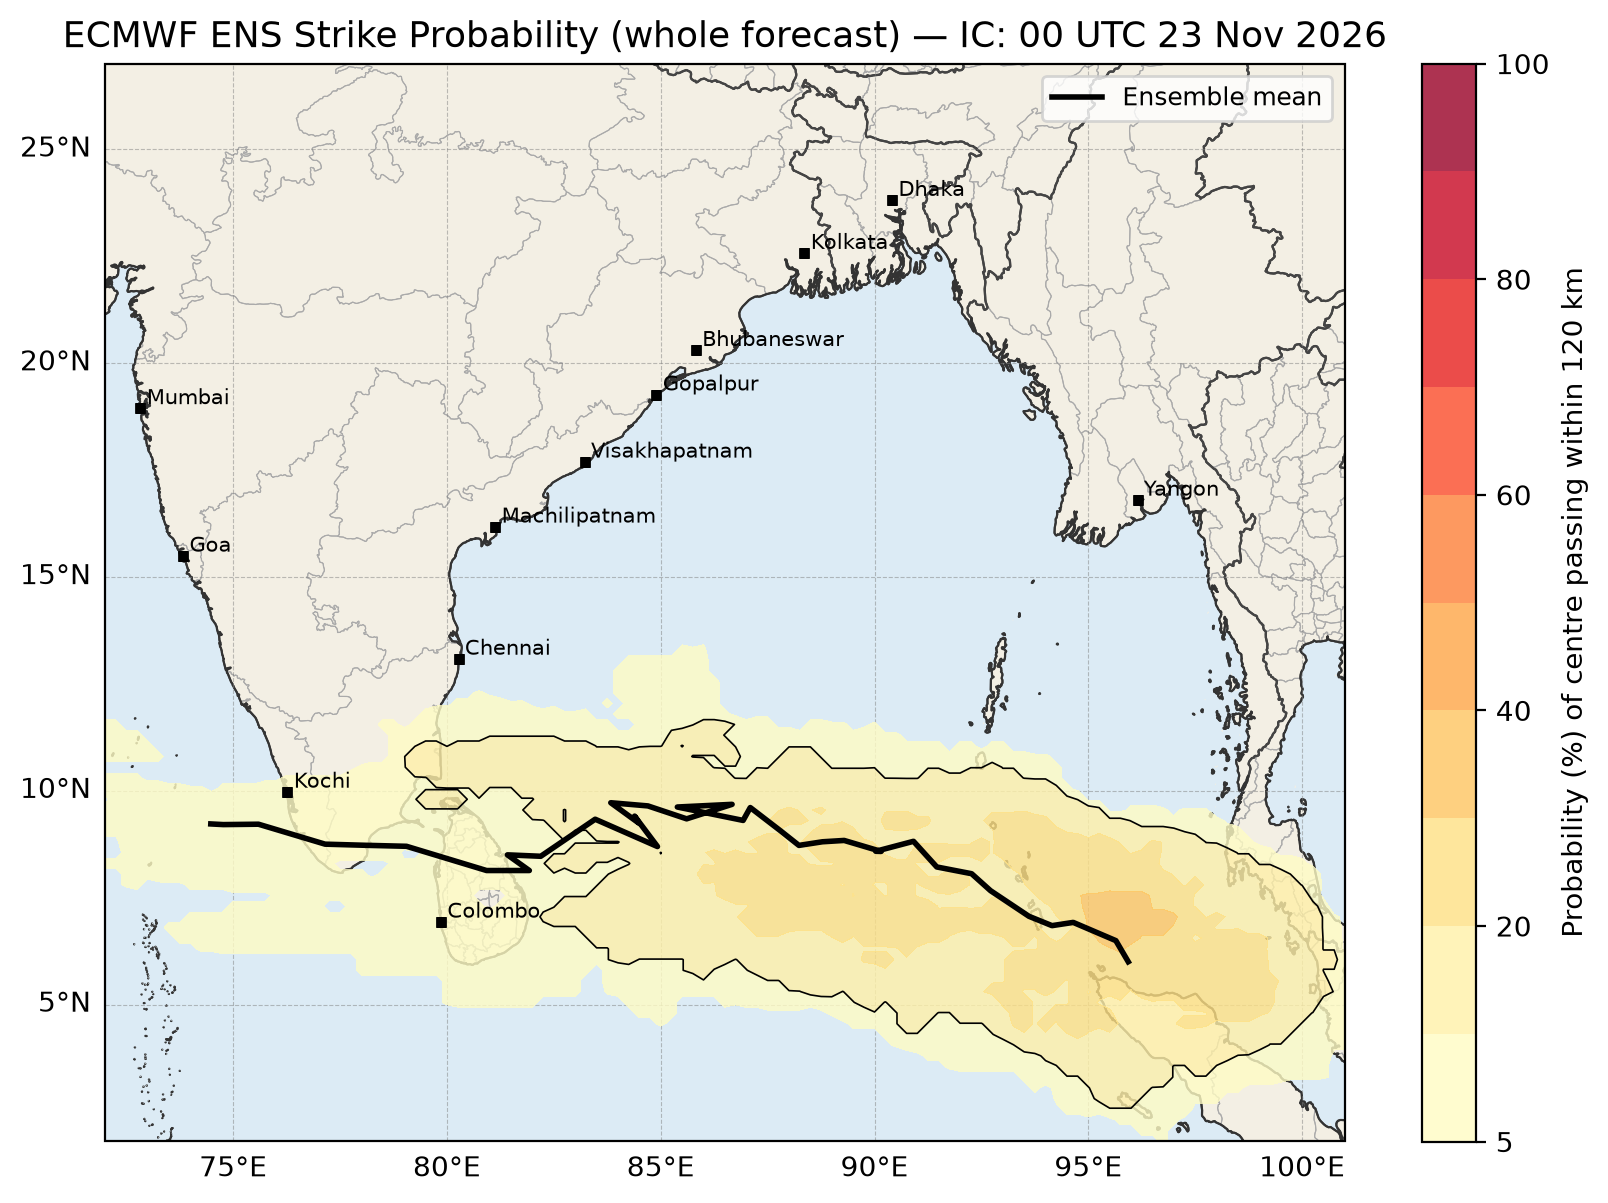 ECMWF ENS Strike Probability (whole forecast) — IC: 00 UTC 23 Nov 2026
Ensemble mean
100
80
60
40
20
5
Probability (%) of centre passing within 120 km
25°N
20°N
15°N
10°N
5°N
Dhaka
Kolkata
Bhubaneswar
Gopalpur
Mumbai
Visakhapatnam
Yangon
Machilipatnam
Goa
Chennai
Kochi
Colombo
75°E
80°E
85°E
90°E
95°E
100°E